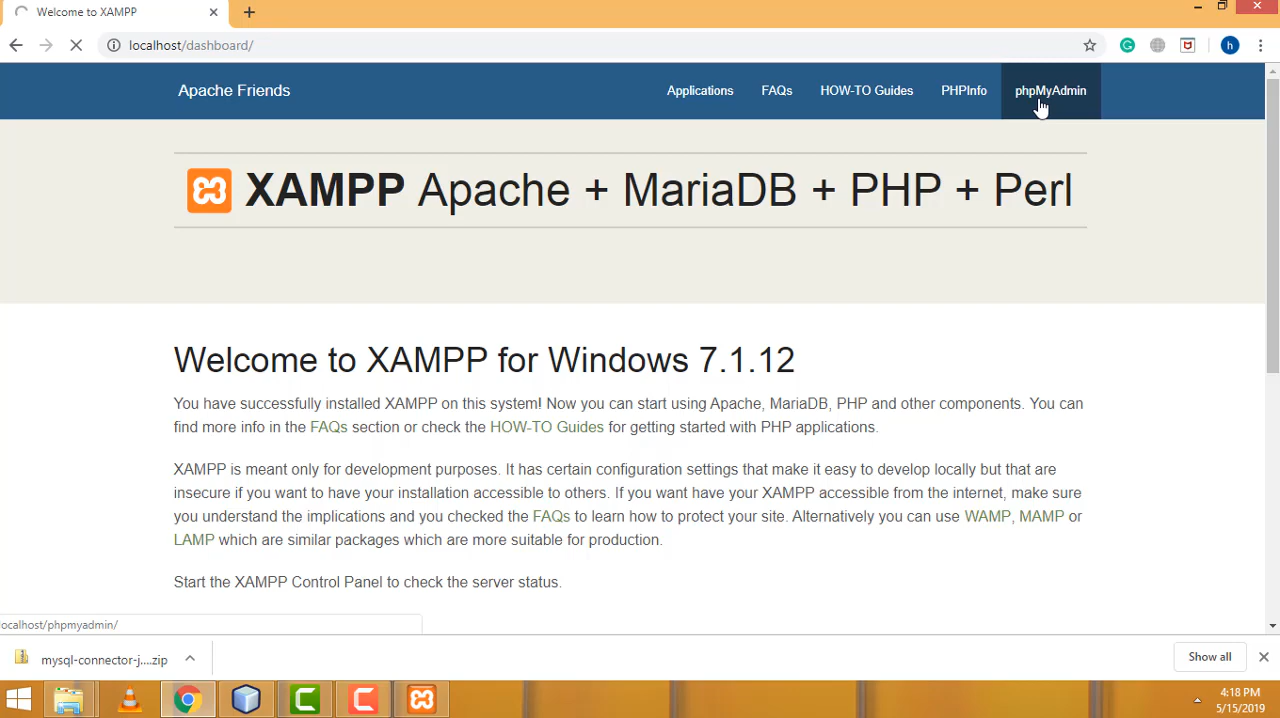 Welcome to XAMPP
localhost/dashboard/
Apache Friends
Applications
FAQs
HOW-TO Guides
PHPInfo
phpMyAdmin
XAMPP Apache + MariaDB + PHP + Perl
Welcome to XAMPP for Windows 7.1.12
You have successfully installed XAMPP on this system! Now you can start using Apache, MariaDB, PHP and other components. You can
find more info in the FAQs section or check the HOW-TO Guides for getting started with PHP applications.
XAMPP is meant only for development purposes. It has certain configuration settings that make it easy to develop locally but that are
insecure if you want to have your installation accessible to others. If you want have your XAMPP accessible from the internet, make sure
you understand the implications and you checked the FAQs to learn how to protect your site. Alternatively you can use WAMP, MAMP or
LAMP which are similar packages which are more suitable for production.
Start the XAMPP Control Panel to check the server status.
localhost/phpmyadmin/
mysql-connector-j....zip
Show all
4:18 PM
5/15/2019